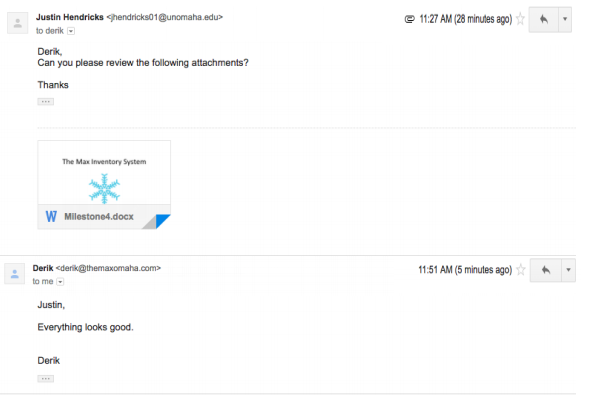 Justin Hendricks <jhendricks01@unomaha.edu> 11:27 AM (28 minutes ago)
to derik
Derik,
Can you please review the following attachments?
Thanks
The Max Inventory System
W Milestone4.docx
Derik <derik@themaxomaha.com> 11:51 AM (5 minutes ago)
to me
Justin,
Everything looks good.
Derik